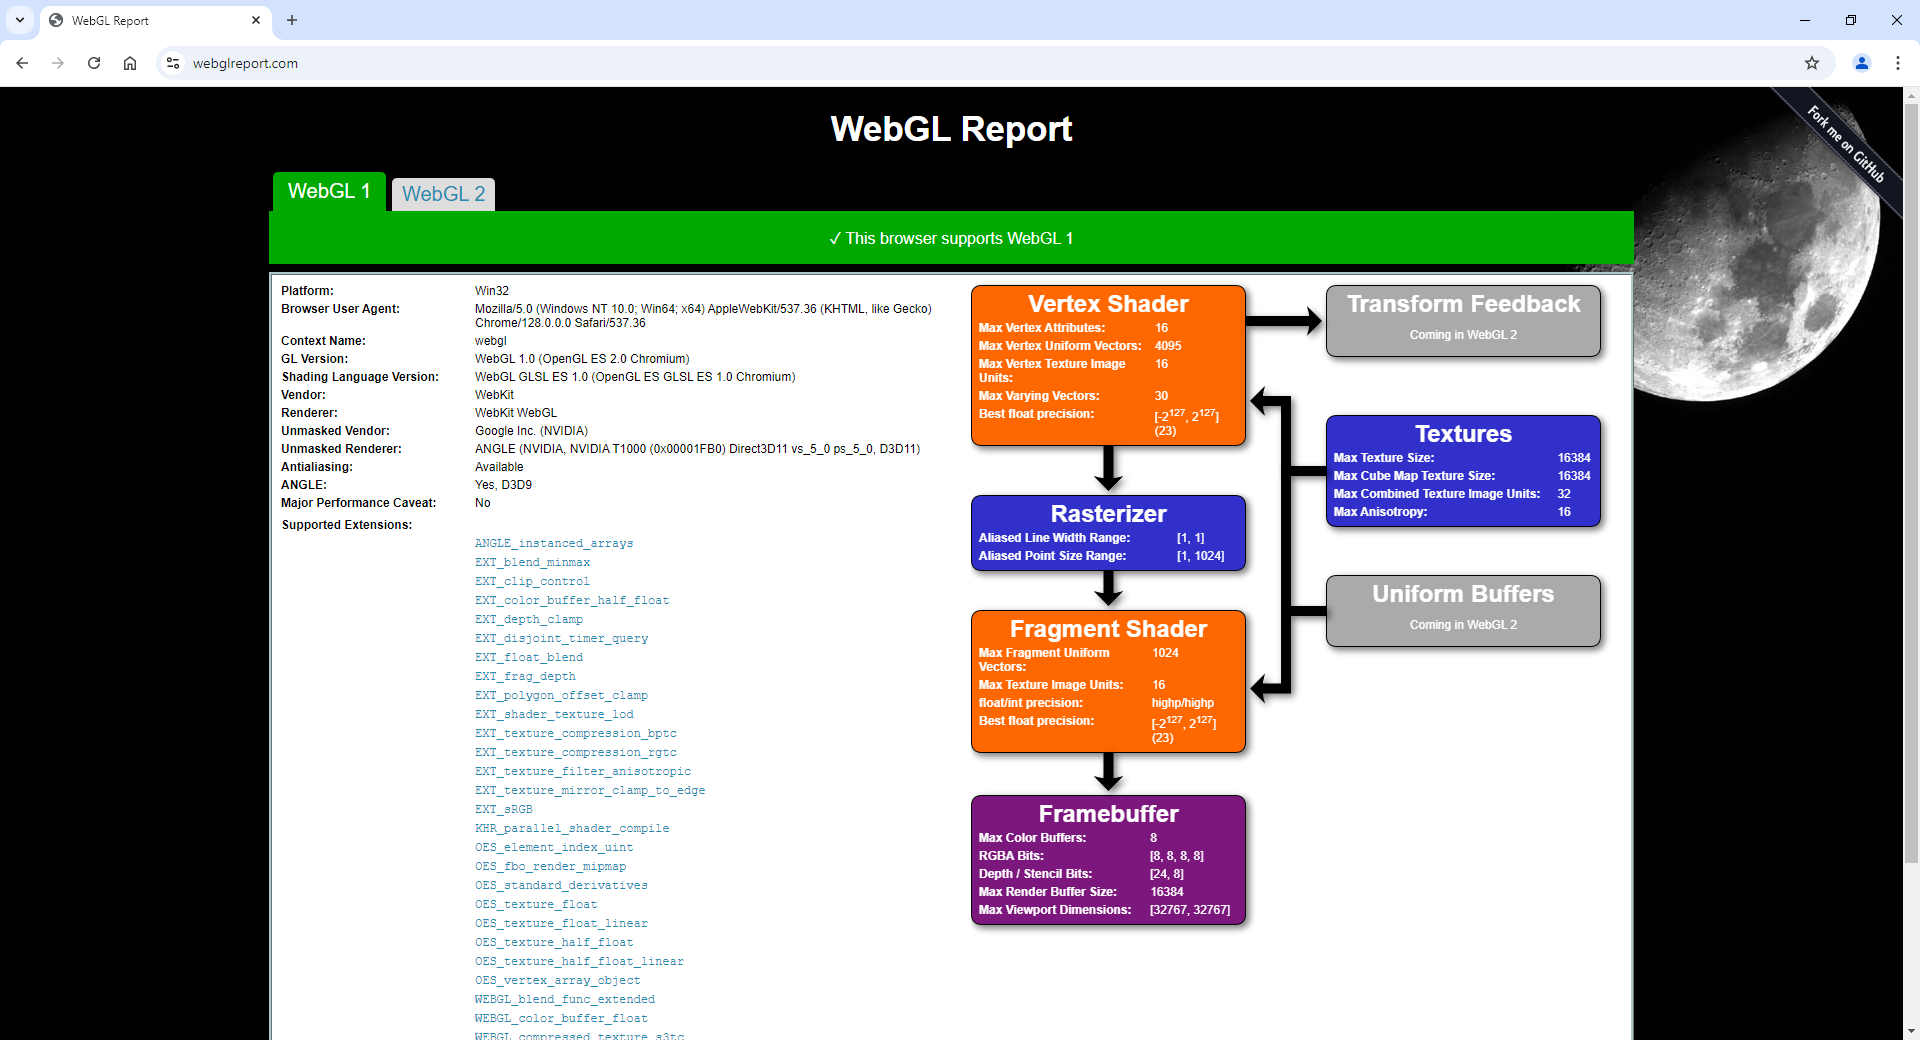 WebGL Report
webglreport.com
Fork me on GitHub
WebGL Report
WebGL 1
WebGL 2
✓ This browser supports WebGL 1
Platform: Win32
Browser User Agent: Mozilla/5.0 (Windows NT 10.0; Win64; x64) AppleWebKit/537.36 (KHTML, like Gecko)
Chrome/128.0.0.0 Safari/537.36
Context Name: webgl
GL Version: WebGL 1.0 (OpenGL ES 2.0 Chromium)
Shading Language Version: WebGL GLSL ES 1.0 (OpenGL ES GLSL ES 1.0 Chromium)
Vendor: WebKit
Renderer: WebKit WebGL
Unmasked Vendor: Google Inc. (NVIDIA)
Unmasked Renderer: ANGLE (NVIDIA, NVIDIA T1000 (0x00001FB0) Direct3D11 vs_5_0 ps_5_0, D3D11)
Antialiasing: Available
ANGLE: Yes, D3D9
Major Performance Caveat: No
Supported Extensions:
ANGLE_instanced_arrays
EXT_blend_minmax
EXT_clip_control
EXT_color_buffer_half_float
EXT_depth_clamp
EXT_disjoint_timer_query
EXT_float_blend
EXT_frag_depth
EXT_polygon_offset_clamp
EXT_shader_texture_lod
EXT_texture_compression_bptc
EXT_texture_compression_rgtc
EXT_texture_filter_anisotropic
EXT_texture_mirror_clamp_to_edge
EXT_sRGB
KHR_parallel_shader_compile
OES_element_index_uint
OES_fbo_render_mipmap
OES_standard_derivatives
OES_texture_float
OES_texture_float_linear
OES_texture_half_float
OES_texture_half_float_linear
OES_vertex_array_object
WEBGL_blend_func_extended
WEBGL_color_buffer_float
WEBGL_compressed_texture_s3tc
Vertex Shader
Max Vertex Attributes: 16
Max Vertex Uniform Vectors: 4095
Max Vertex Texture Image 16
Units:
Max Varying Vectors: 30
Best float precision: [-2¹²⁷, 2¹²⁷]
(23)
Transform Feedback
Coming in WebGL 2
Textures
Max Texture Size: 16384
Max Cube Map Texture Size: 16384
Max Combined Texture Image Units: 32
Max Anisotropy: 16
Rasterizer
Aliased Line Width Range: [1, 1]
Aliased Point Size Range: [1, 1024]
Uniform Buffers
Coming in WebGL 2
Fragment Shader
Max Fragment Uniform 1024
Vectors:
Max Texture Image Units: 16
float/int precision: highp/highp
Best float precision: [-2¹²⁷, 2¹²⁷]
(23)
Framebuffer
Max Color Buffers: 8
RGBA Bits: [8, 8, 8, 8]
Depth / Stencil Bits: [24, 8]
Max Render Buffer Size: 16384
Max Viewport Dimensions: [32767, 32767]